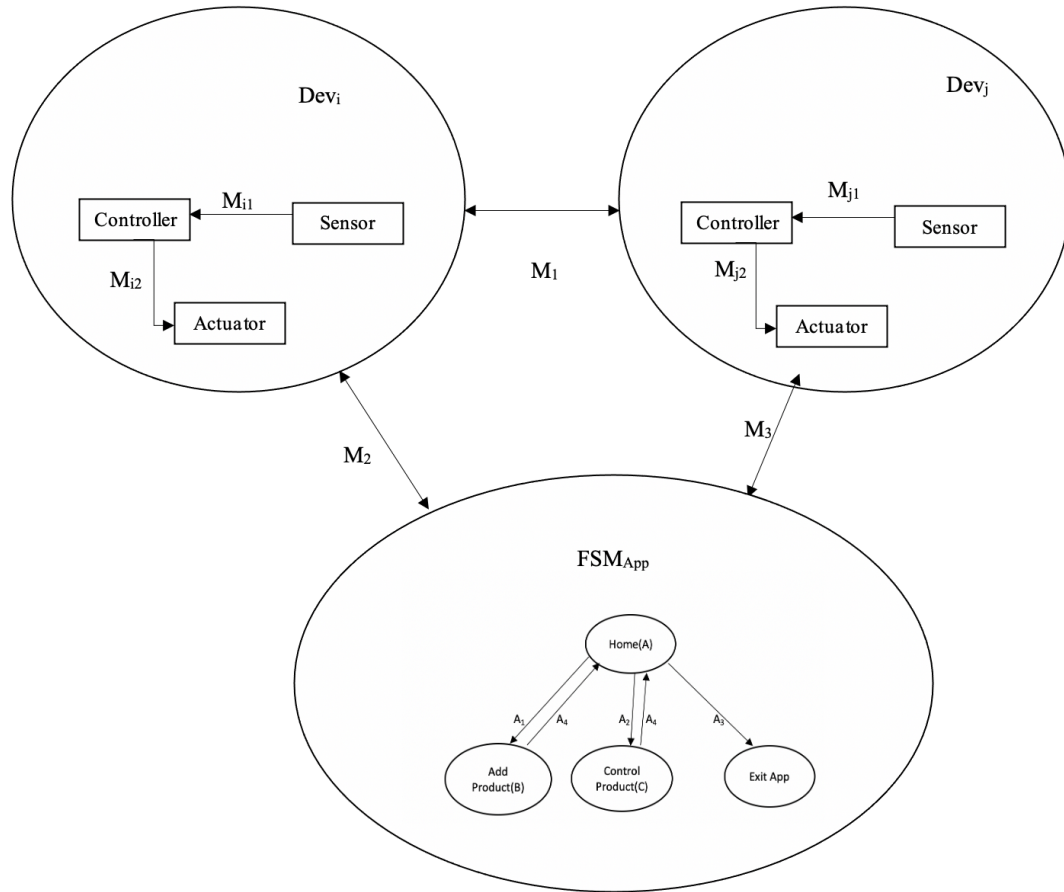 Devᵢ
Devⱼ
Mᵢ₁
Controller
Sensor
Mᵢ₂
Actuator
Mⱼ₁
Controller
Sensor
Mⱼ₂
Actuator
M₁
M₂
M₃
FSMApp
Home(A)
A₁
A₄
A₂
A₄
A₃
Add
Product(B)
Control
Product(C)
Exit App